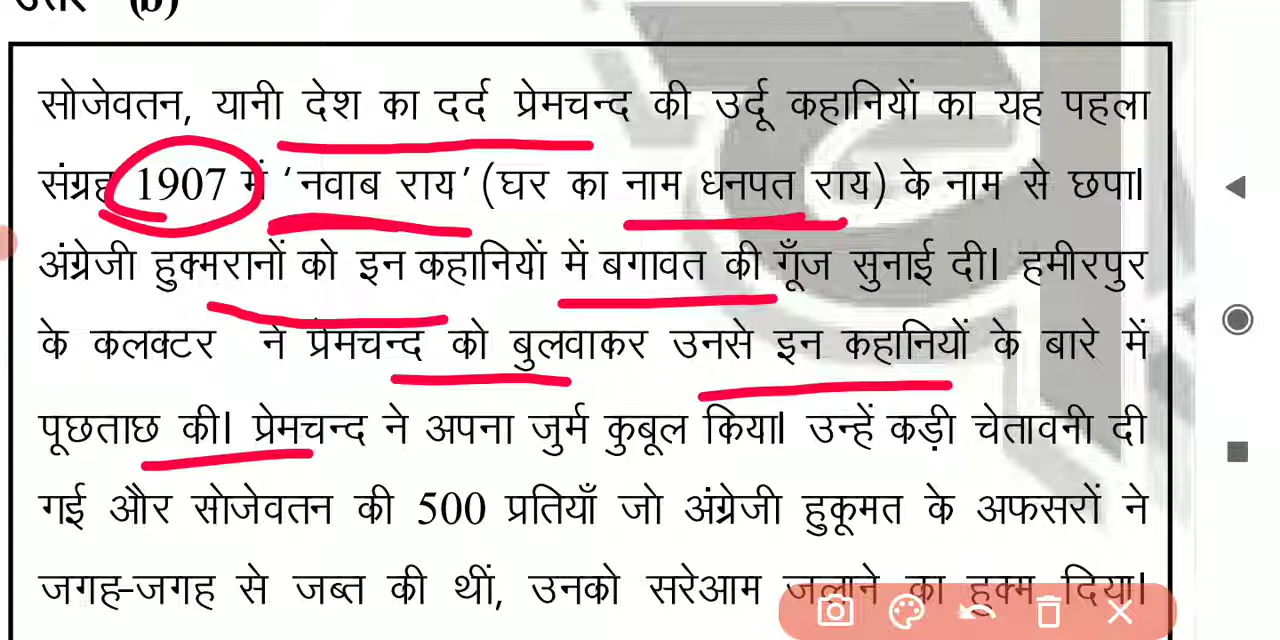 उत्तर (b)
सोजेवतन, यानी देश का दर्द प्रेमचन्द की उर्दू कहानियों का यह पहला
संग्रह 1907 में 'नवाब राय' (घर का नाम धनपत राय) के नाम से छपा।
अंग्रेजी हुक्मरानों को इन कहानियों में बगावत की गूँज सुनाई दी। हमीरपुर
के कलक्टर ने प्रेमचन्द को बुलवाकर उनसे इन कहानियों के बारे में
पूछताछ की। प्रेमचन्द ने अपना जुर्म कुबूल किया। उन्हें कड़ी चेतावनी दी
गई और सोजेवतन की 500 प्रतियाँ जो अंग्रेजी हुकूमत के अफसरों ने
जगह-जगह से जब्त की थीं, उनको सरेआम जलाने का हुक्म दिया।